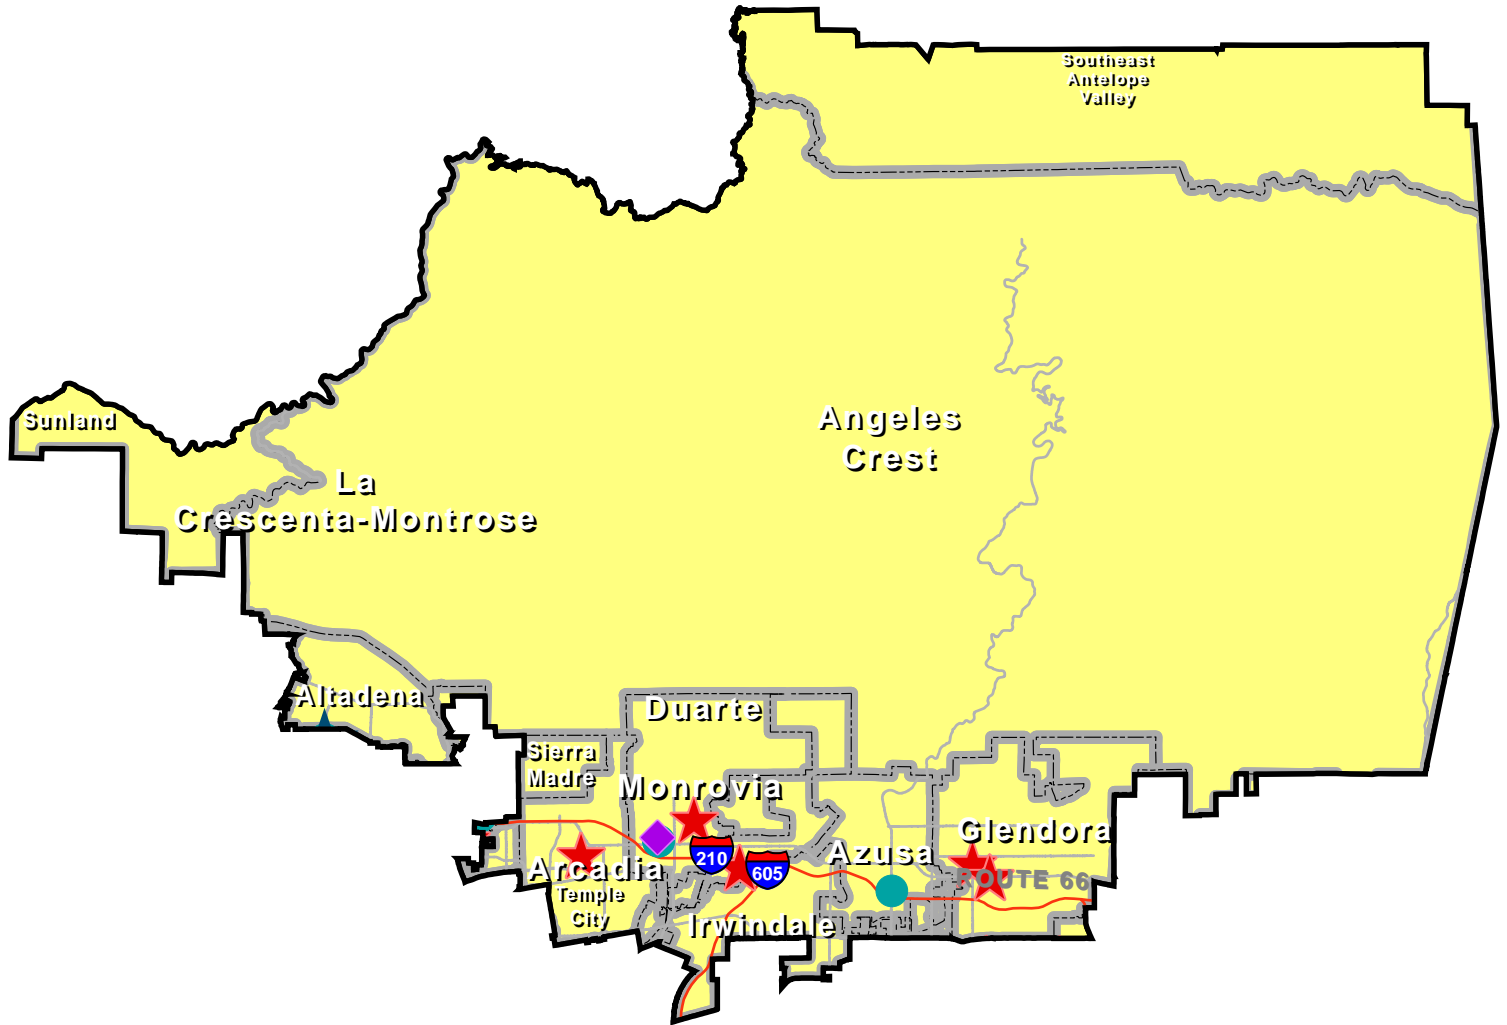 Southeast
Antelope
Valley
Sunland
Angeles
Crest
La
Crescenta-Montrose
Altadena
Duarte
Sierra
Madre
Monrovia
Glendora
Azusa
210
605
Arcadia
ROUTE 66
Temple
City
Irwindale